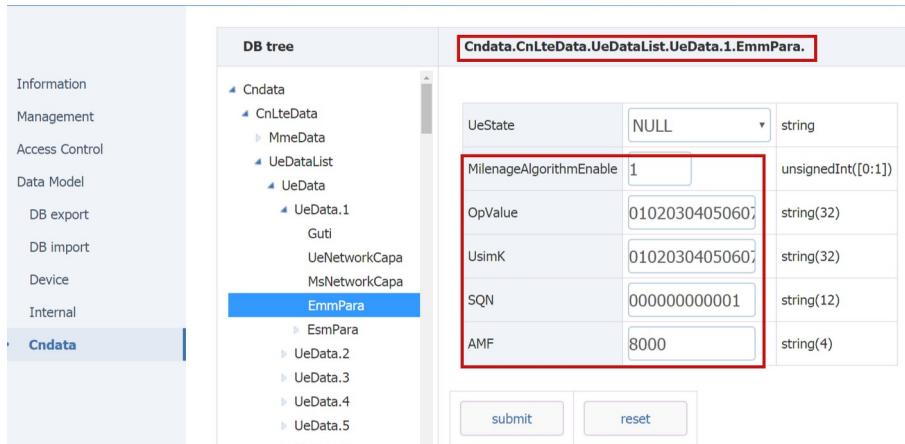 DB tree
Cndata.CnLteData.UeDataList.UeData.1.EmmPara.
Information
Management
Access Control
Data Model
DB export
DB import
Device
Internal
Cndata
Cndata
CnLteData
MmeData
UeDataList
UeData
UeData.1
Guti
UeNetworkCapa
MsNetworkCapa
EmmPara
EsmPara
UeData.2
UeData.3
UeData.4
UeData.5
UeState NULL string
MilenageAlgorithmEnable 1 unsignedInt([0:1])
OpValue 01020304050607 string(32)
UsimK 01020304050607 string(32)
SQN 000000000001 string(12)
AMF 8000 string(4)
submit reset